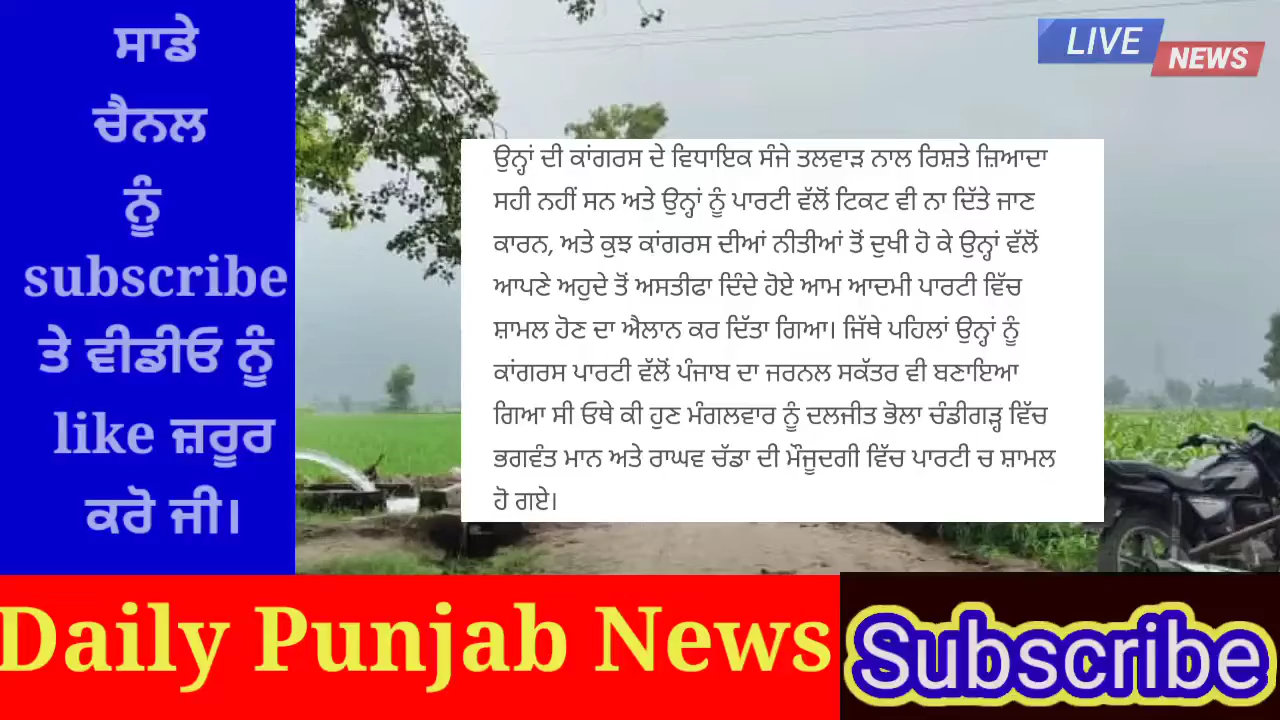 ਸਾਡੇ
ਚੈਨਲ
ਨੂੰ
subscribe
ਤੇ ਵੀਡੀਓ ਨੂੰ
like ਜ਼ਰੂਰ
ਕਰੋ ਜੀ।
LIVE
NEWS
ਉਨ੍ਹਾਂ ਦੀ ਕਾਂਗਰਸ ਦੇ ਵਿਧਾਇਕ ਸੰਜੇ ਤਲਵਾੜ ਨਾਲ ਰਿਸ਼ਤੇ ਜ਼ਿਆਦਾ
ਸਹੀ ਨਹੀਂ ਸਨ ਅਤੇ ਉਨ੍ਹਾਂ ਨੂੰ ਪਾਰਟੀ ਵੱਲੋਂ ਟਿਕਟ ਵੀ ਨਾ ਦਿੱਤੇ ਜਾਣ
ਕਾਰਨ, ਅਤੇ ਕੁਝ ਕਾਂਗਰਸ ਦੀਆਂ ਨੀਤੀਆਂ ਤੋਂ ਦੁਖੀ ਹੋ ਕੇ ਉਨ੍ਹਾਂ ਵੱਲੋਂ
ਆਪਣੇ ਅਹੁਦੇ ਤੋਂ ਅਸਤੀਫਾ ਦਿੰਦੇ ਹੋਏ ਆਮ ਆਦਮੀ ਪਾਰਟੀ ਵਿੱਚ
ਸ਼ਾਮਲ ਹੋਣ ਦਾ ਐਲਾਨ ਕਰ ਦਿੱਤਾ ਗਿਆ। ਜਿੱਥੇ ਪਹਿਲਾਂ ਉਨ੍ਹਾਂ ਨੂੰ
ਕਾਂਗਰਸ ਪਾਰਟੀ ਵੱਲੋਂ ਪੰਜਾਬ ਦਾ ਜਰਨਲ ਸਕੱਤਰ ਵੀ ਬਣਾਇਆ
ਗਿਆ ਸੀ ਓਥੇ ਕੀ ਹੁਣ ਮੰਗਲਵਾਰ ਨੂੰ ਦਲਜੀਤ ਭੋਲਾ ਚੰਡੀਗੜ੍ਹ ਵਿੱਚ
ਭਗਵੰਤ ਮਾਨ ਅਤੇ ਰਾਘਵ ਚੱਡਾ ਦੀ ਮੌਜੂਦਗੀ ਵਿੱਚ ਪਾਰਟੀ ਚ ਸ਼ਾਮਲ
ਹੋ ਗਏ।
Daily Punjab News
Subscribe